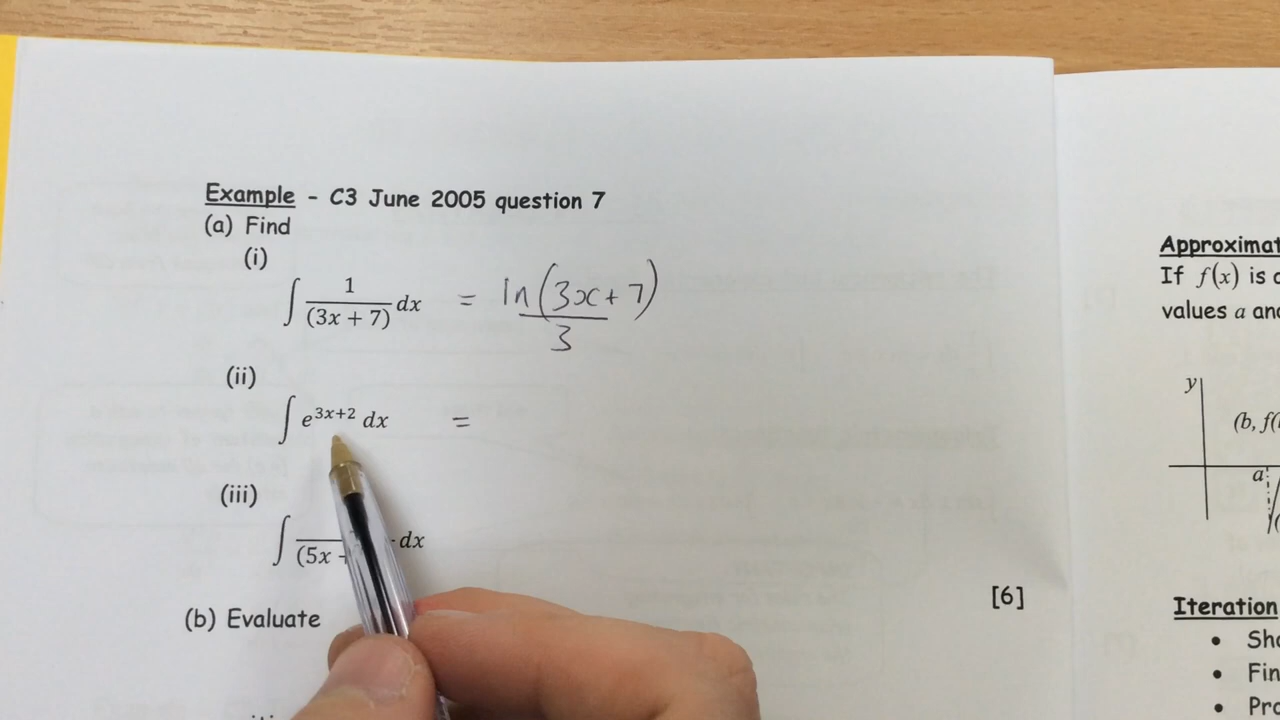 Example - C3 June 2005 question 7
(a) Find
(i)
∫ 1/(3x + 7) dx = ln(3x+7)/3
(ii)
∫ e^{3x+2} dx =
(iii)
∫ (5x dx
[6]
(b) Evaluate
Approximat
If f(x) is
values a an
y
(b, f(
a
Iteration
• Sh
• Fin
• Pr